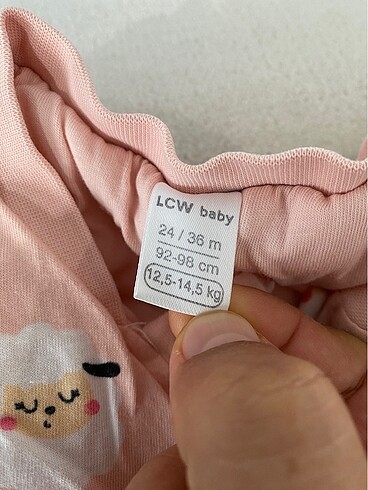 LCW baby
24 / 36 m
92-98 cm
12,5-14,5 kg